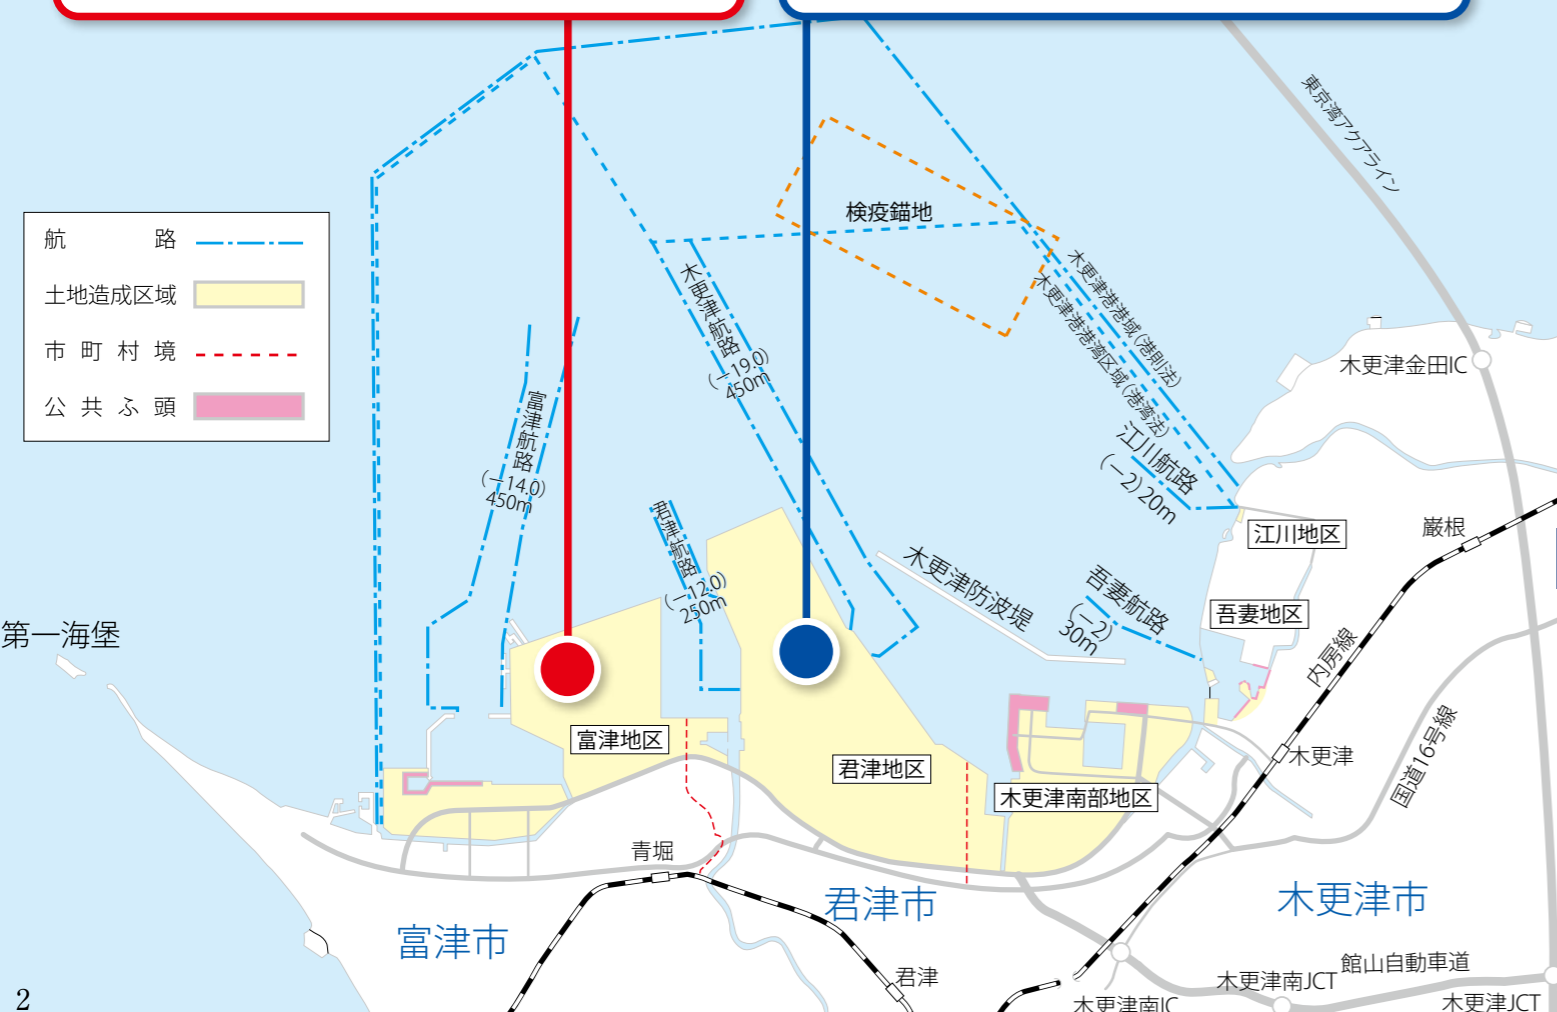 東京湾アクアライン
検疫錨地
航路
土地造成区域
市町村境
公共ふ頭
木更津航路
(−19.0)
450m
木更津港港域(港則法)
木更津港港湾区域(港湾法)
木更津金田IC
富津航路
(−14.0)
450m
江川航路
(−2)20m
君津航路
(−12.0)
250m
江川地区
巌根
木更津防波堤
吾妻航路
(−2)
30m
吾妻地区
第一海堡
内房線
富津地区
君津地区
木更津南部地区
木更津
国道16号線
青堀
富津市
君津市
木更津市
君津
館山自動車道
木更津南JCT
木更津南IC
木更津JCT
2